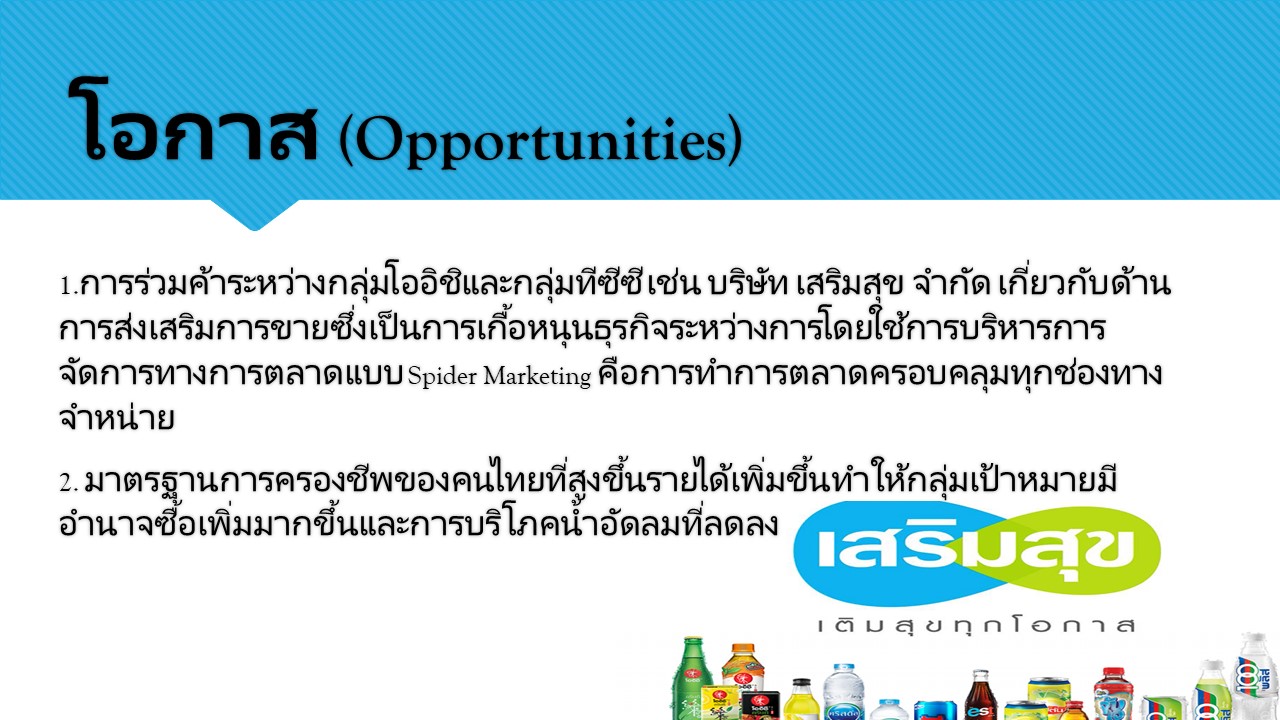 โอกาส (Opportunities)
1.การร่วมค้าระหว่างกลุ่มโออิชิและกลุ่มทีซีซี เช่น บริษัท เสริมสุข จำกัด เกี่ยวกับด้าน
การส่งเสริมการขายซึ่งเป็นการเกื้อหนุนธุรกิจระหว่างการโดยใช้การบริหารการ
จัดการทางการตลาดแบบ Spider Marketing คือการทำการตลาดครอบคลุมทุกช่องทาง
จำหน่าย
2. มาตรฐานการครองชีพของคนไทยที่สูงขึ้นรายได้เพิ่มขึ้นทำให้กลุ่มเป้าหมายมี
อำนาจซื้อเพิ่มมากขึ้นและการบริโภคน้ำอัดลมที่ลดลง
เสริมสุข
เติมสุขทุกโอกาส
คริสตัล
est